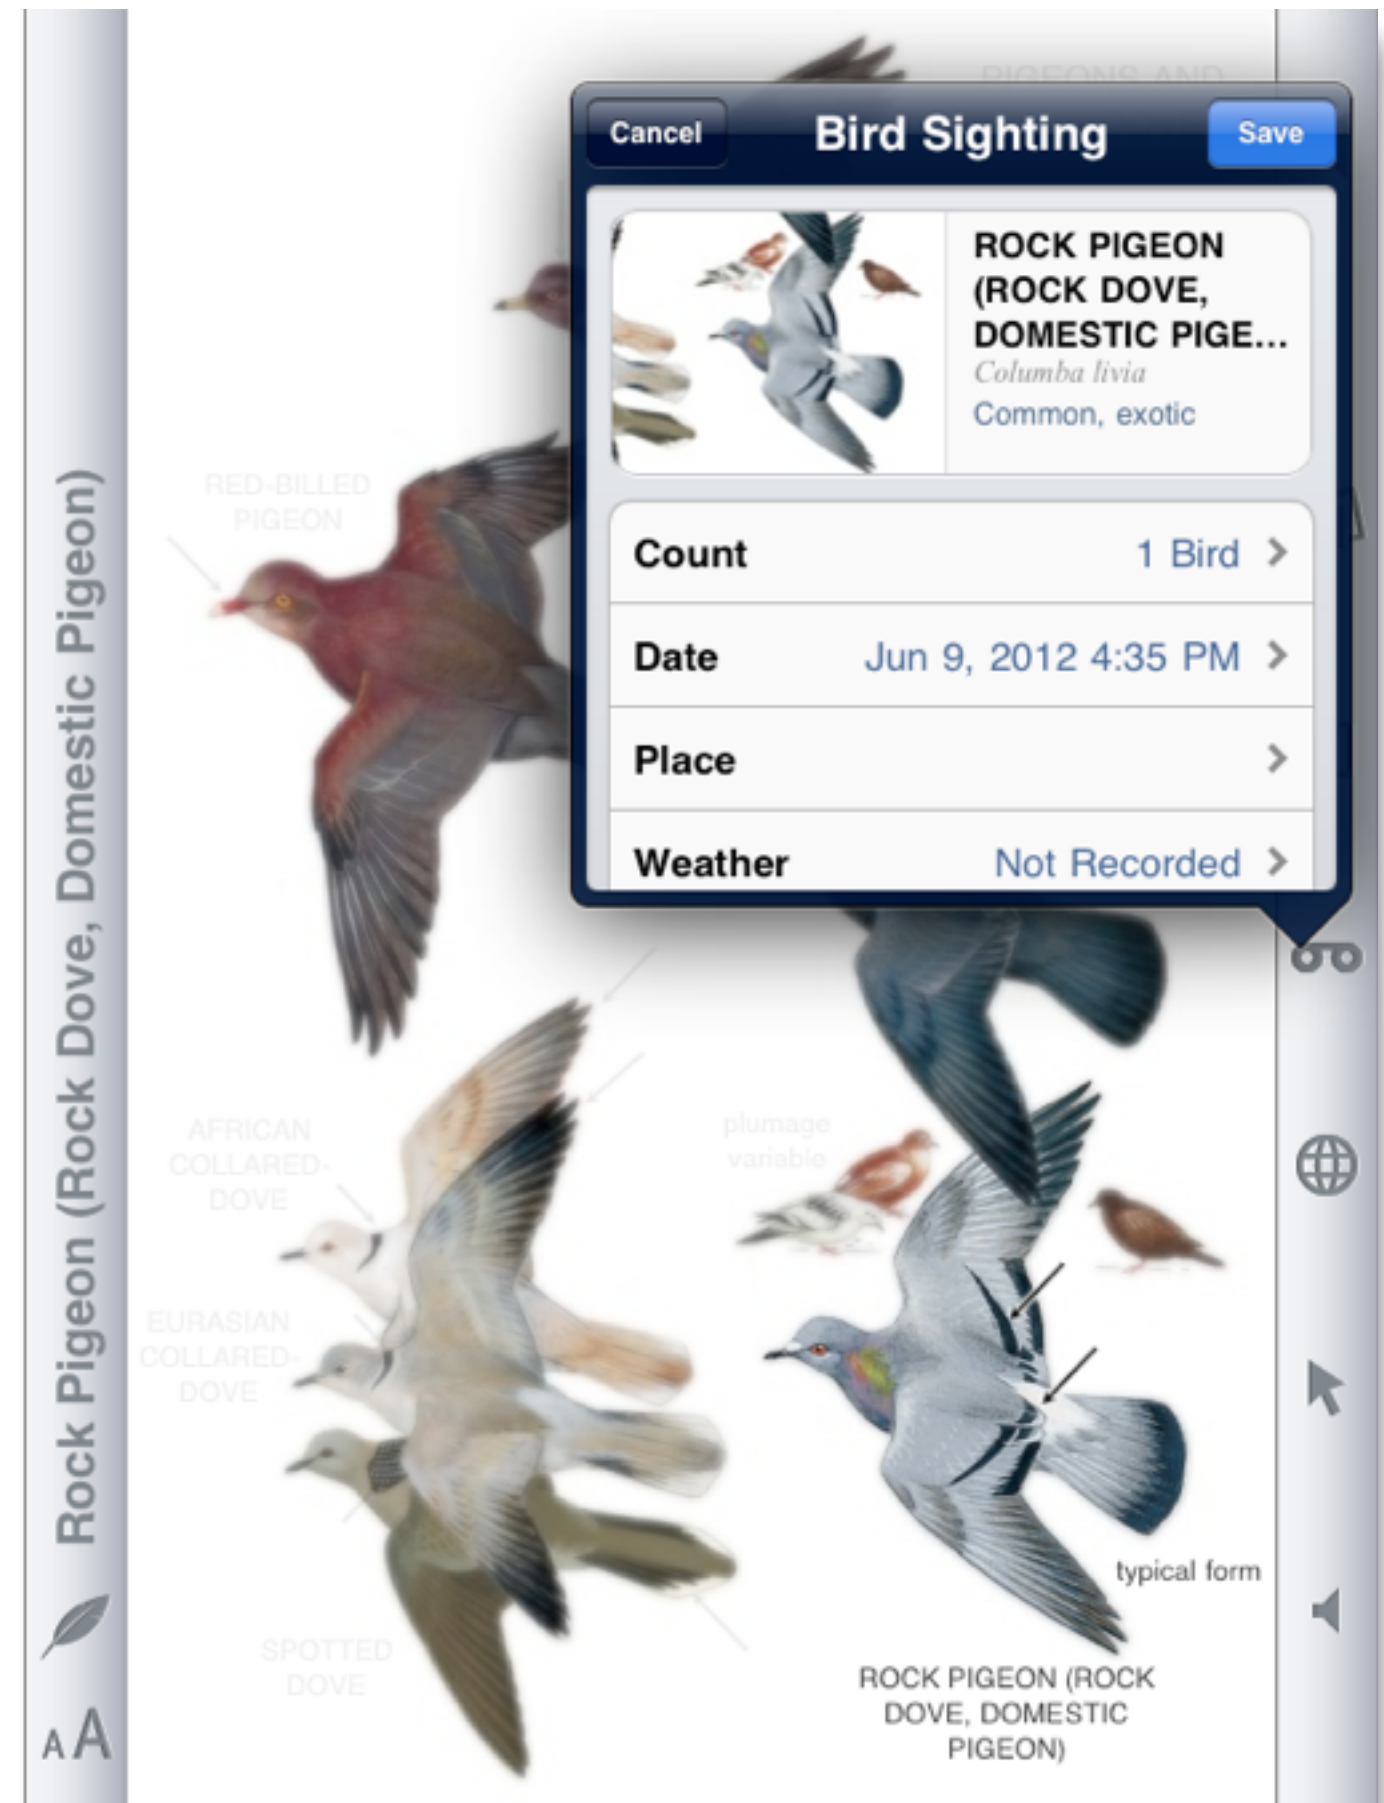 Rock Pigeon (Rock Dove, Domestic Pigeon)
AA
PIGEONS AND
Cancel
Bird Sighting
Save
ROCK PIGEON
(ROCK DOVE,
DOMESTIC PIGE...
Columba livia
Common, exotic
Count
1 Bird
Date
Jun 9, 2012 4:35 PM
Place
Weather
Not Recorded
RED-BILLED
PIGEON
AFRICAN
COLLARED-
DOVE
plumage
variable
EURASIAN
COLLARED-
DOVE
typical form
SPOTTED
DOVE
ROCK PIGEON (ROCK
DOVE, DOMESTIC
PIGEON)